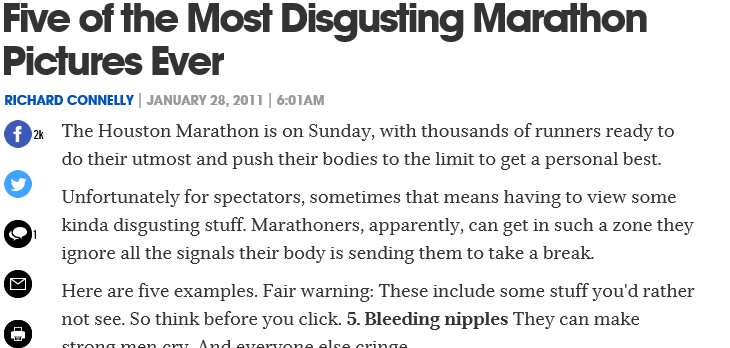 Five of the Most Disgusting Marathon
Pictures Ever
RICHARD CONNELLY | JANUARY 28, 2011 | 6:01AM
2k
The Houston Marathon is on Sunday, with thousands of runners ready to
do their utmost and push their bodies to the limit to get a personal best.
Unfortunately for spectators, sometimes that means having to view some
kinda disgusting stuff. Marathoners, apparently, can get in such a zone they
1
ignore all the signals their body is sending them to take a break.
Here are five examples. Fair warning: These include some stuff you'd rather
not see. So think before you click. 5. Bleeding nipples They can make
strong men cry. And everyone else cringe.